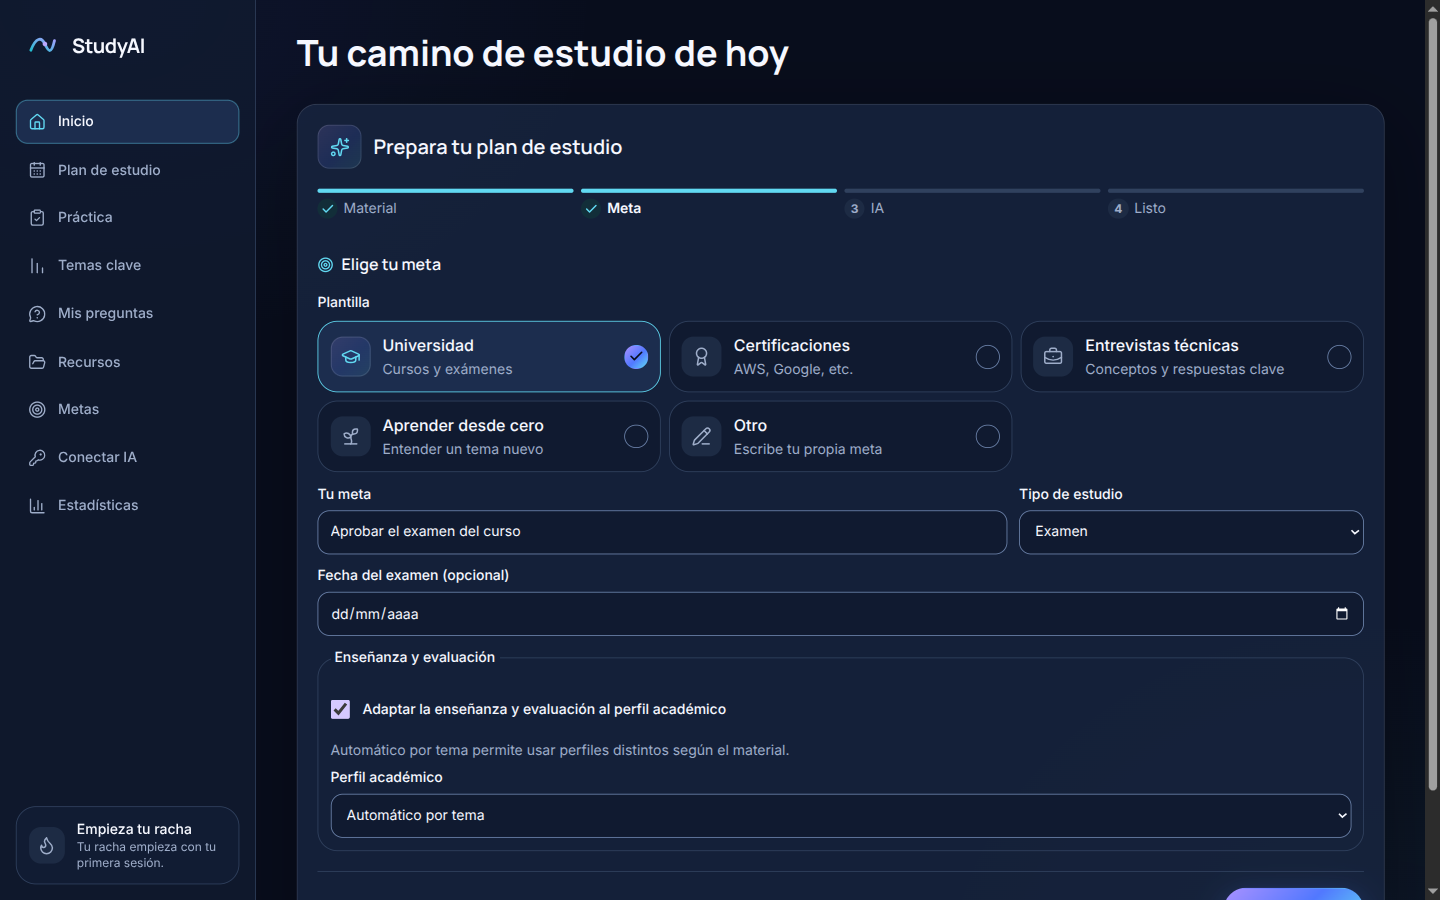 StudyAI
Inicio
Plan de estudio
Práctica
Temas clave
Mis preguntas
Recursos
Metas
Conectar IA
Estadísticas
Empieza tu racha
Tu racha empieza con tu
primera sesión.
Tu camino de estudio de hoy
Prepara tu plan de estudio
Material
Meta
3 IA
4 Listo
Elige tu meta
Plantilla
Universidad
Cursos y exámenes
Certificaciones
AWS, Google, etc.
Entrevistas técnicas
Conceptos y respuestas clave
Aprender desde cero
Entender un tema nuevo
Otro
Escribe tu propia meta
Tu meta
Aprobar el examen del curso
Tipo de estudio
Examen
Fecha del examen (opcional)
dd/mm/aaaa
Enseñanza y evaluación
Adaptar la enseñanza y evaluación al perfil académico
Automático por tema permite usar perfiles distintos según el material.
Perfil académico
Automático por tema